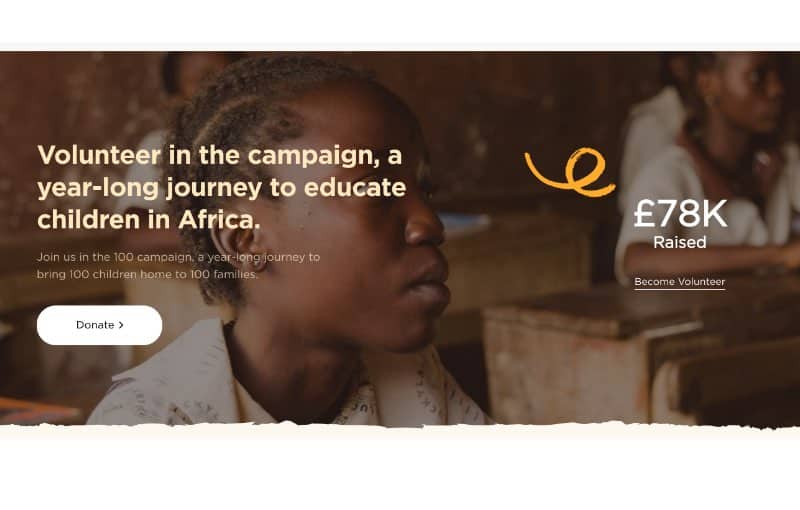 Volunteer in the campaign, a
year-long journey to educate
children in Africa.
Join us in the 100 campaign, a year-long journey to
bring 100 children home to 100 families.
Donate >
£78K
Raised
Become Volunteer